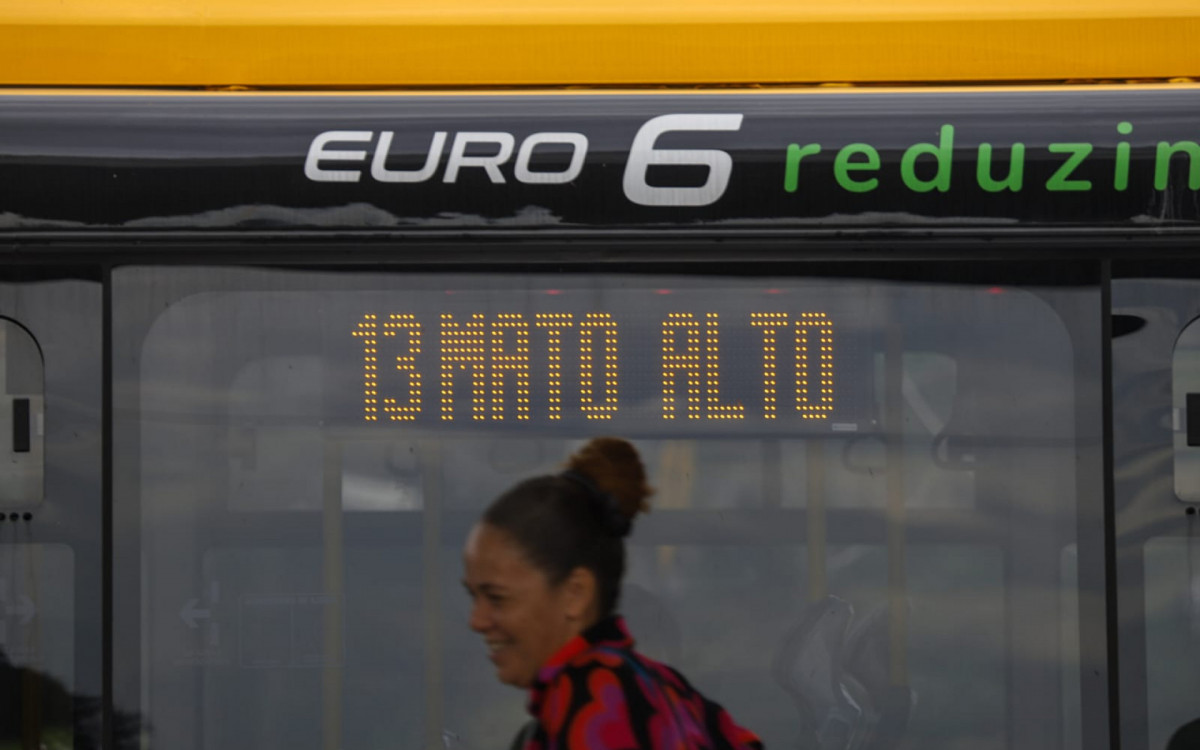 EURO 6 reduzin
13 MATO ALTO